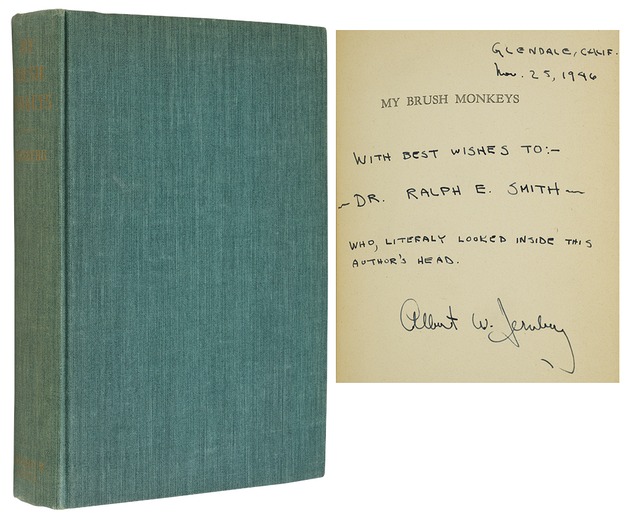 GLENDALE, CALIF.
Nov. 25, 1946
MY BRUSH MONKEYS
WITH BEST WISHES TO:-
-DR. RALPH E. SMITH-
WHO, LITERALY LOOKED INSIDE THIS
AUTHOR'S HEAD.
Albert W.